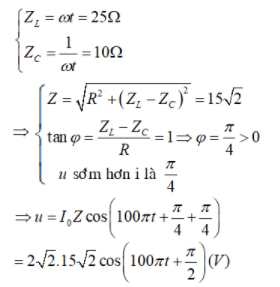 Z_L = ωt = 25Ω
Z_C = 1/ωt = 10Ω
⇒ Z = √(R² + (Z_L − Z_C)²) = 15√2
tan φ = (Z_L − Z_C)/R = 1 ⇒ φ = π/4 > 0
u sớm hơn i là π/4
⇒ u = I₀Z cos(100πt + π/4 + π/4)
= 2√2.15√2 cos(100πt + π/2)(V)